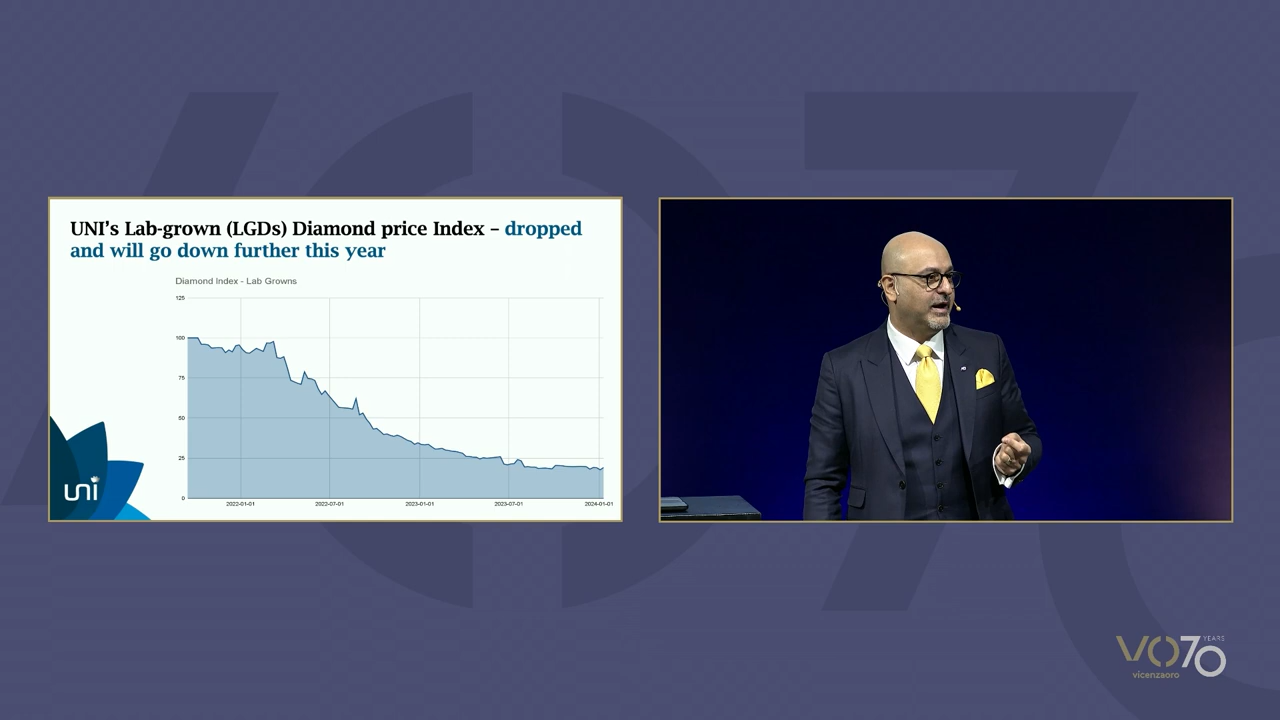 UNI's Lab-grown (LGDs) Diamond price Index – dropped
and will go down further this year
Diamond Index - Lab Growns
125
100
75
50
25
0
2022-01-01
2022-07-01
2023-01-01
2023-07-01
2024-01-01
uni
VO70
YEARS
vicenzaoro